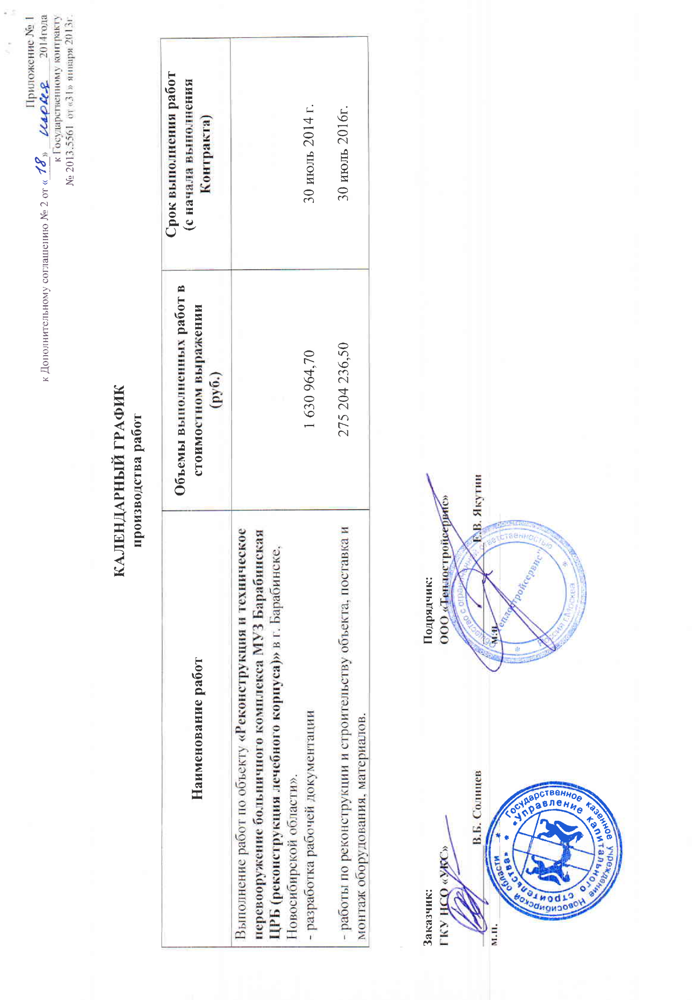 Приложение № 1
к Дополнительному соглашению № 2 от « 18 » июня 2014года
к Государственному контракту
№ 2013.5561 от «31» января 2013г.
КАЛЕНДАРНЫЙ ГРАФИК
производства работ
Наименование работ
Объемы выполненных работ в
стоимостном выражении
(руб.)
Срок выполнения работ
(с начала выполнения
Контракта)
Выполнение работ по объекту «Реконструкция и техническое
перевооружение больничного комплекса МУЗ Барабинская
ЦРБ (реконструкция лечебного корпуса)» в г. Барабинске,
Новосибирской области».
- разработка рабочей документации
1 630 964,70
30 июль 2014 г.
- работы по реконструкции и строительству объекта, поставка и
275 204 236,50
30 июль 2016г.
монтаж оборудования, материалов.
Заказчик:
ГКУ НСО «УКС»
В.Б. Солнцев
м.п.
Государственное казенное учреждение Новосибирской области
«Управление капитального строительства»
Подрядчик:
ООО «Теплостройсервис»
Е.В. Якутин
м.п.
Общество с ограниченной ответственностью
Теплостройсервис"
Россия г.Москва